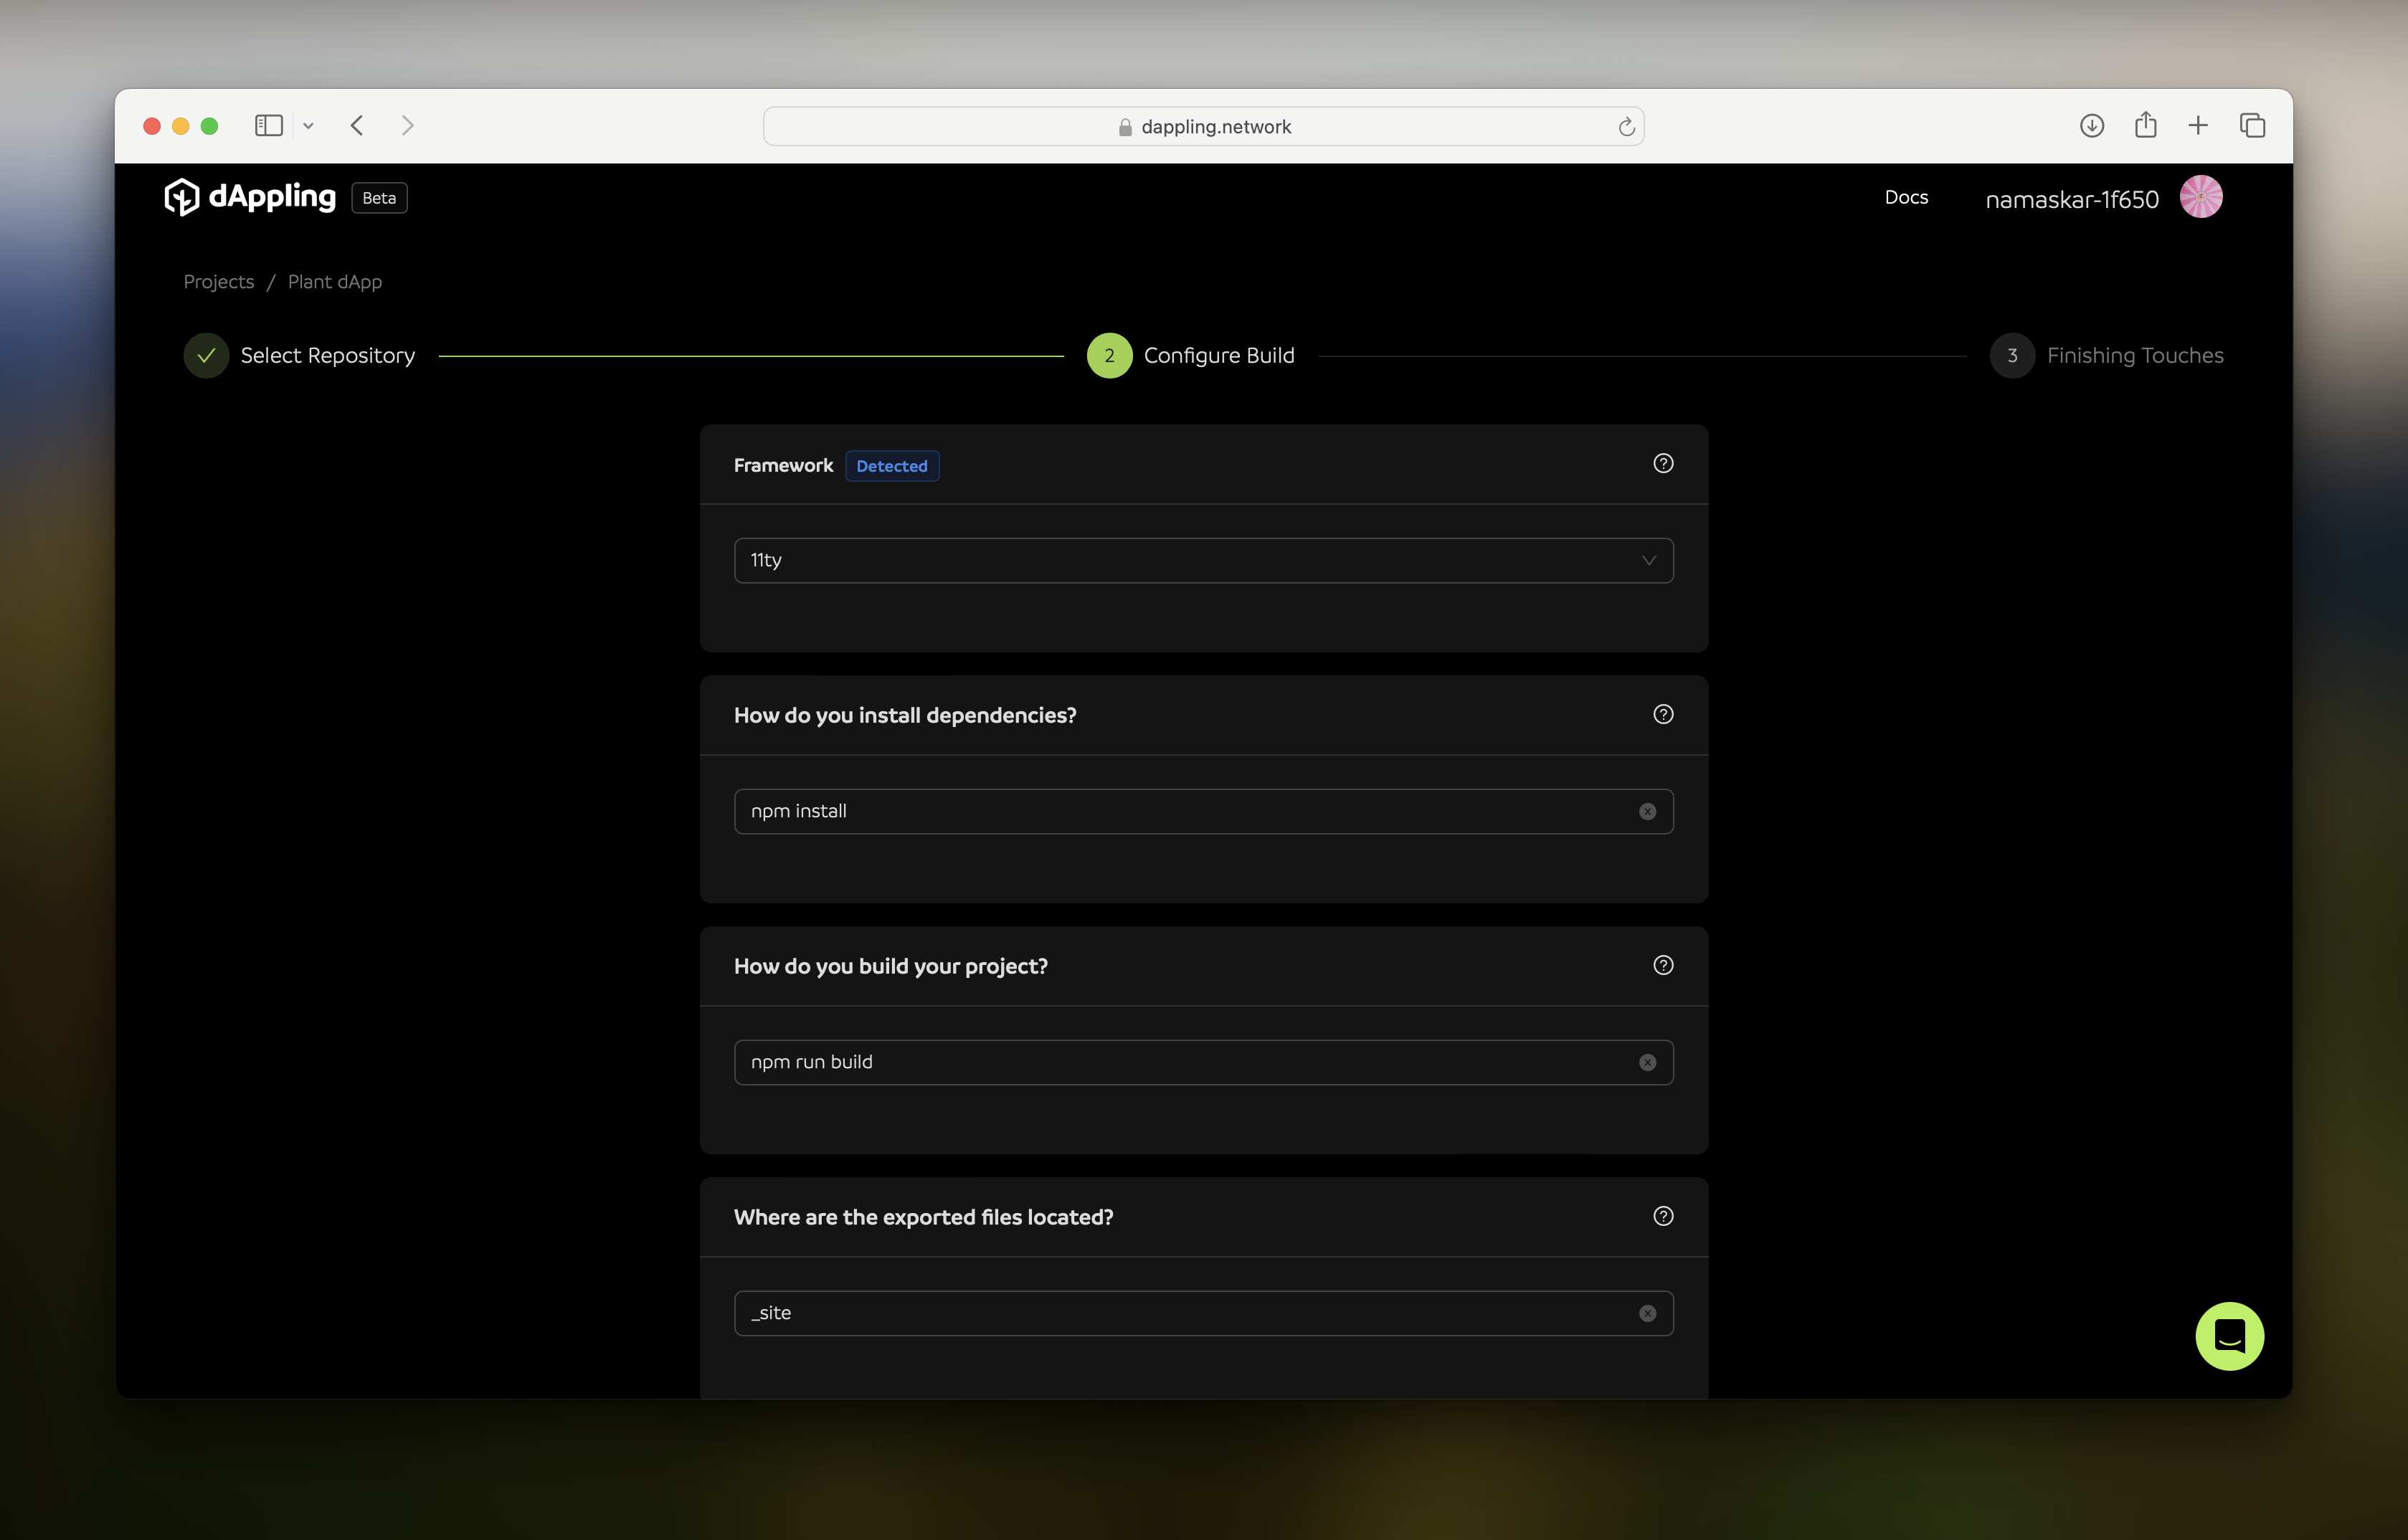 dappling.network
dAppling Beta
Docs
namaskar-1f650
Projects / Plant dApp
Select Repository
2 Configure Build
3 Finishing Touches
Framework Detected
11ty
How do you install dependencies?
npm install
How do you build your project?
npm run build
Where are the exported files located?
_site